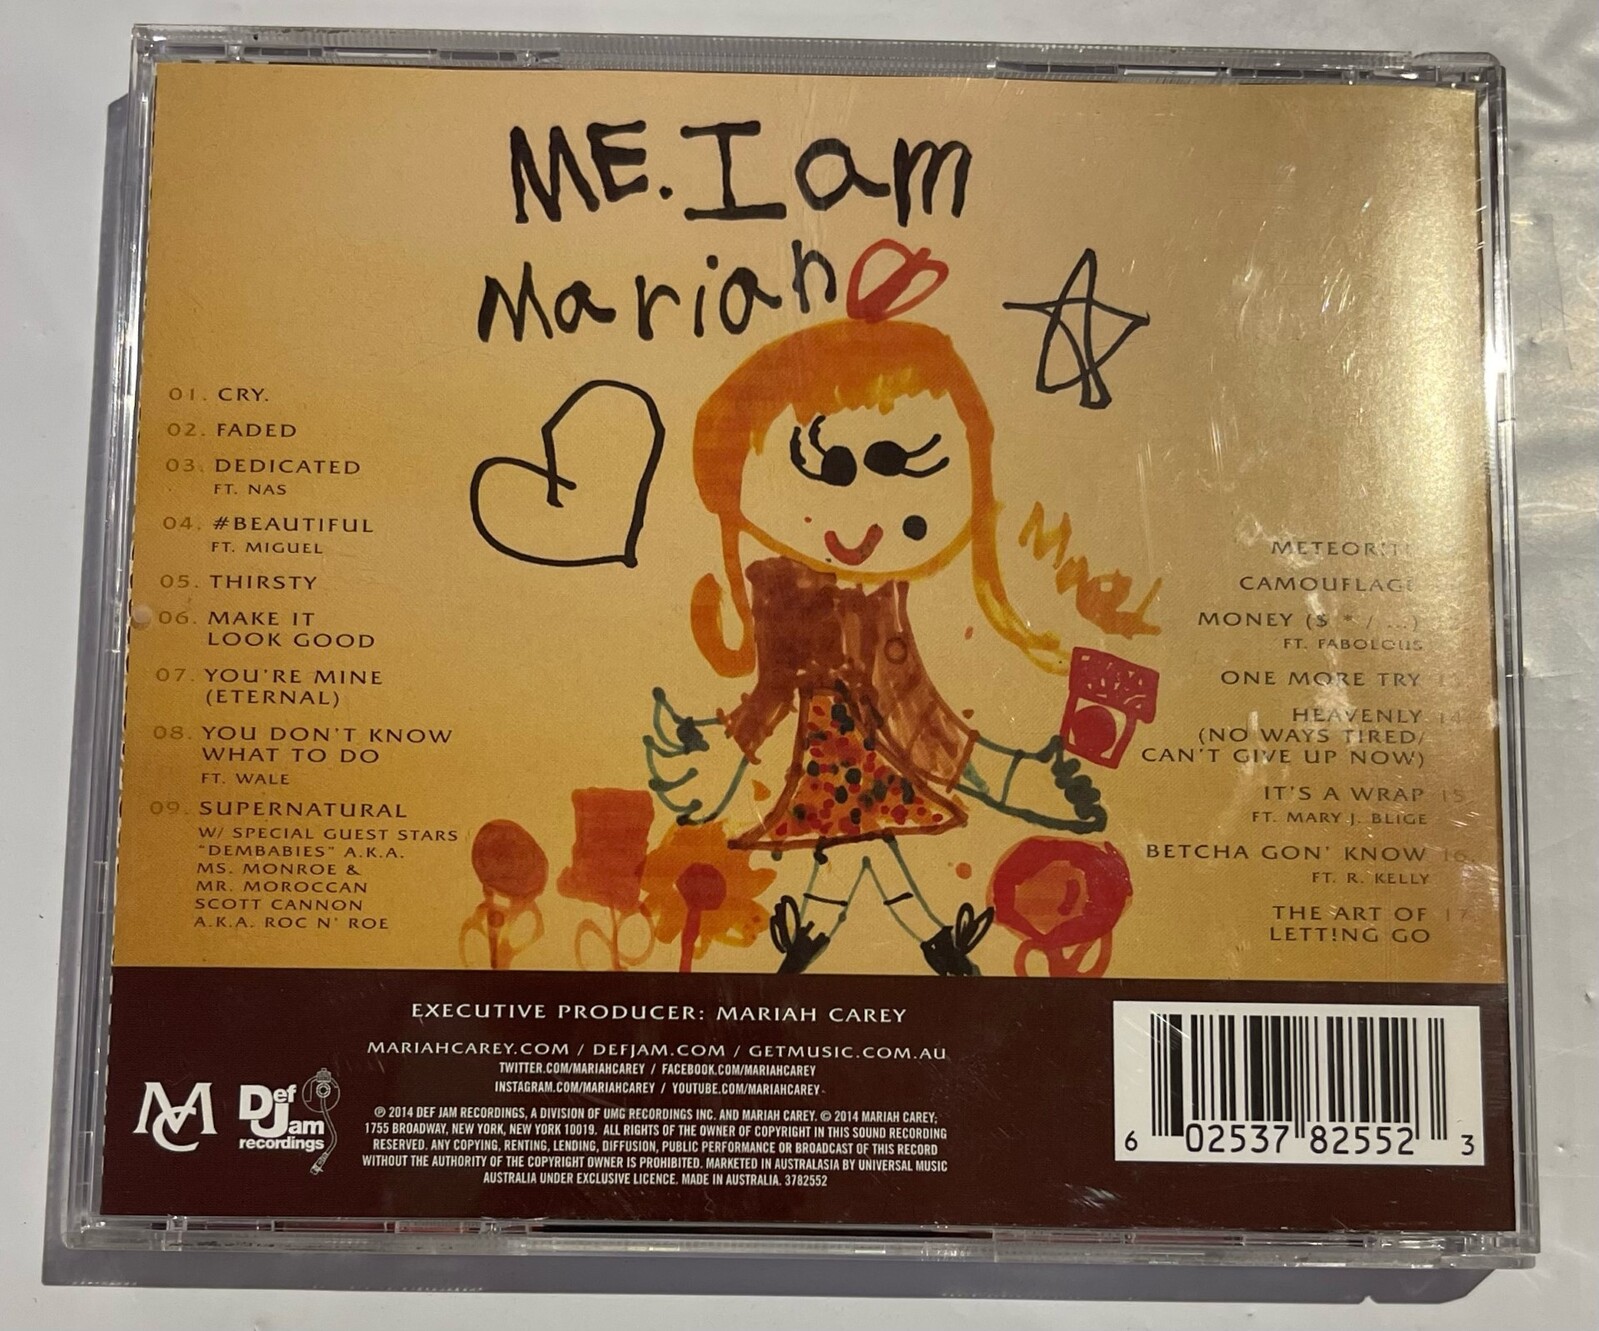 ME. I am
Mariah
01. CRY.
02. FADED
03. DEDICATED
FT. NAS
04. #BEAUTIFUL
FT. MIGUEL
05. THIRSTY
06. MAKE IT
LOOK GOOD
07. YOU'RE MINE
(ETERNAL)
08. YOU DON'T KNOW
WHAT TO DO
FT. WALE
09. SUPERNATURAL
W/ SPECIAL GUEST STARS
"DEMBABIES" A.K.A.
MS. MONROE &
MR. MOROCCAN
SCOTT CANNON
A.K.A. ROC N' ROE
CAMOUFLAGE
MONEY ($ * / ...)
FT. FABOLOUS
ONE MORE TRY
HEAVENLY 14
(NO WAYS TIRED/
CAN'T GIVE UP NOW)
IT'S A WRAP 15
FT. MARY J. BLIGE
BETCHA GON' KNOW 16
FT. R. KELLY
THE ART OF 17
LETT!NG GO
EXECUTIVE PRODUCER: MARIAH CAREY
MARIAHCAREY.COM / DEFJAM.COM / GETMUSIC.COM.AU
TWITTER.COM/MARIAHCAREY / FACEBOOK.COM/MARIAHCAREY
INSTAGRAM.COM/MARIAHCAREY / YOUTUBE.COM/MARIAHCAREY
MC
Def
Jam
recordings
℗ 2014 DEF JAM RECORDINGS, A DIVISION OF UMG RECORDINGS INC. AND MARIAH CAREY. © 2014 MARIAH CAREY;
1755 BROADWAY, NEW YORK, NEW YORK 10019. ALL RIGHTS OF THE OWNER OF COPYRIGHT IN THIS SOUND RECORDING
RESERVED. ANY COPYING, RENTING, LENDING, DIFFUSION, PUBLIC PERFORMANCE OR BROADCAST OF THIS RECORD
WITHOUT THE AUTHORITY OF THE COPYRIGHT OWNER IS PROHIBITED. MARKETED IN AUSTRALASIA BY UNIVERSAL MUSIC
AUSTRALIA UNDER EXCLUSIVE LICENCE. MADE IN AUSTRALIA. 3782552
6 02537 82552 3